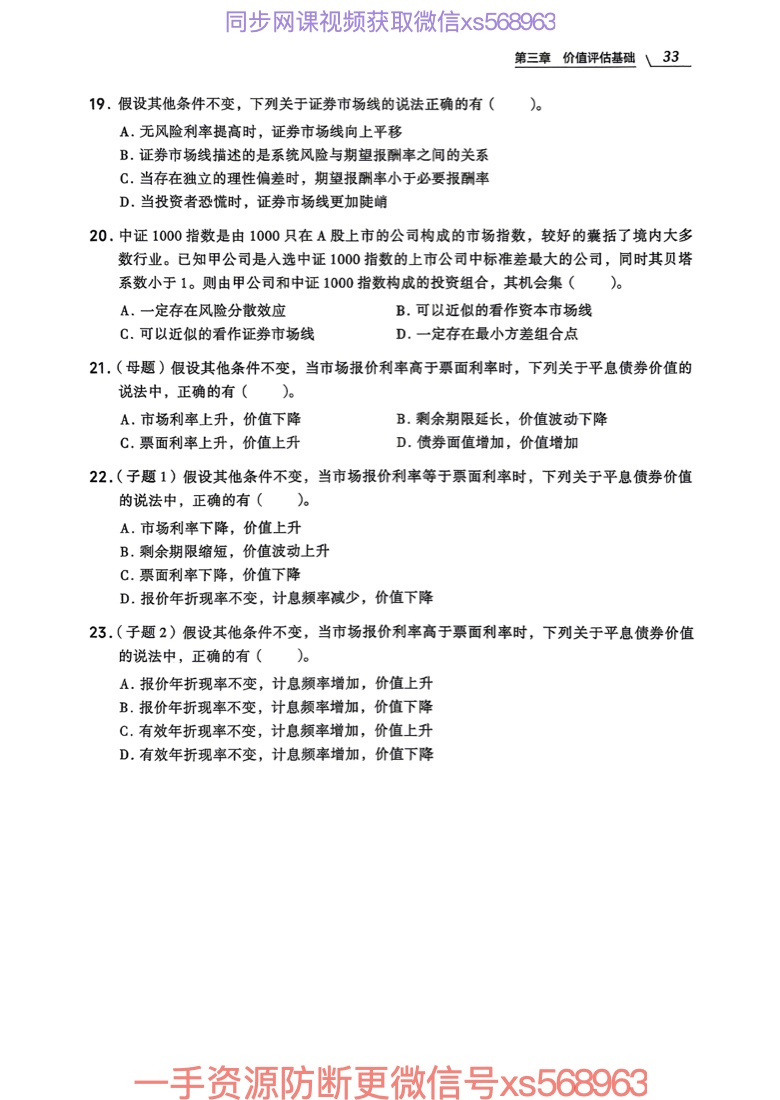 同步网课视频获取微信xs568963
第三章 价值评估基础 33
19. 假设其他条件不变，下列关于证券市场线的说法正确的有（  ）。
A. 无风险利率提高时，证券市场线向上平移
B. 证券市场线描述的是系统风险与期望报酬率之间的关系
C. 当存在独立的理性偏差时，期望报酬率小于必要报酬率
D. 当投资者恐慌时，证券市场线更加陡峭
20. 中证 1000 指数是由 1000 只在 A 股上市的公司构成的市场指数，较好的囊括了境内大多
数行业。已知甲公司是入选中证 1000 指数的上市公司中标准差最大的公司，同时其贝塔
系数小于 1。则由甲公司和中证 1000 指数构成的投资组合，其机会集（  ）。
A. 一定存在风险分散效应 B. 可以近似的看作资本市场线
C. 可以近似的看作证券市场线 D. 一定存在最小方差组合点
21.（母题）假设其他条件不变，当市场报价利率高于票面利率时，下列关于平息债券价值的
说法中，正确的有（  ）。
A. 市场利率上升，价值下降 B. 剩余期限延长，价值波动下降
C. 票面利率上升，价值上升 D. 债券面值增加，价值增加
22.（子题 1）假设其他条件不变，当市场报价利率等于票面利率时，下列关于平息债券价值
的说法中，正确的有（  ）。
A. 市场利率下降，价值上升
B. 剩余期限缩短，价值波动上升
C. 票面利率下降，价值下降
D. 报价年折现率不变，计息频率减少，价值下降
23.（子题 2）假设其他条件不变，当市场报价利率高于票面利率时，下列关于平息债券价值
的说法中，正确的有（  ）。
A. 报价年折现率不变，计息频率增加，价值上升
B. 报价年折现率不变，计息频率增加，价值下降
C. 有效年折现率不变，计息频率增加，价值上升
D. 有效年折现率不变，计息频率增加，价值下降
一手资源防断更微信号xs568963